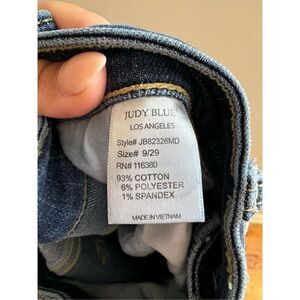 JUDY BLUE
LOS ANGELES
Style# JB82326MD
Size# 9/29
RN# 116380
93% COTTON
6% POLYESTER
1% SPANDEX
MADE IN VIETNAM